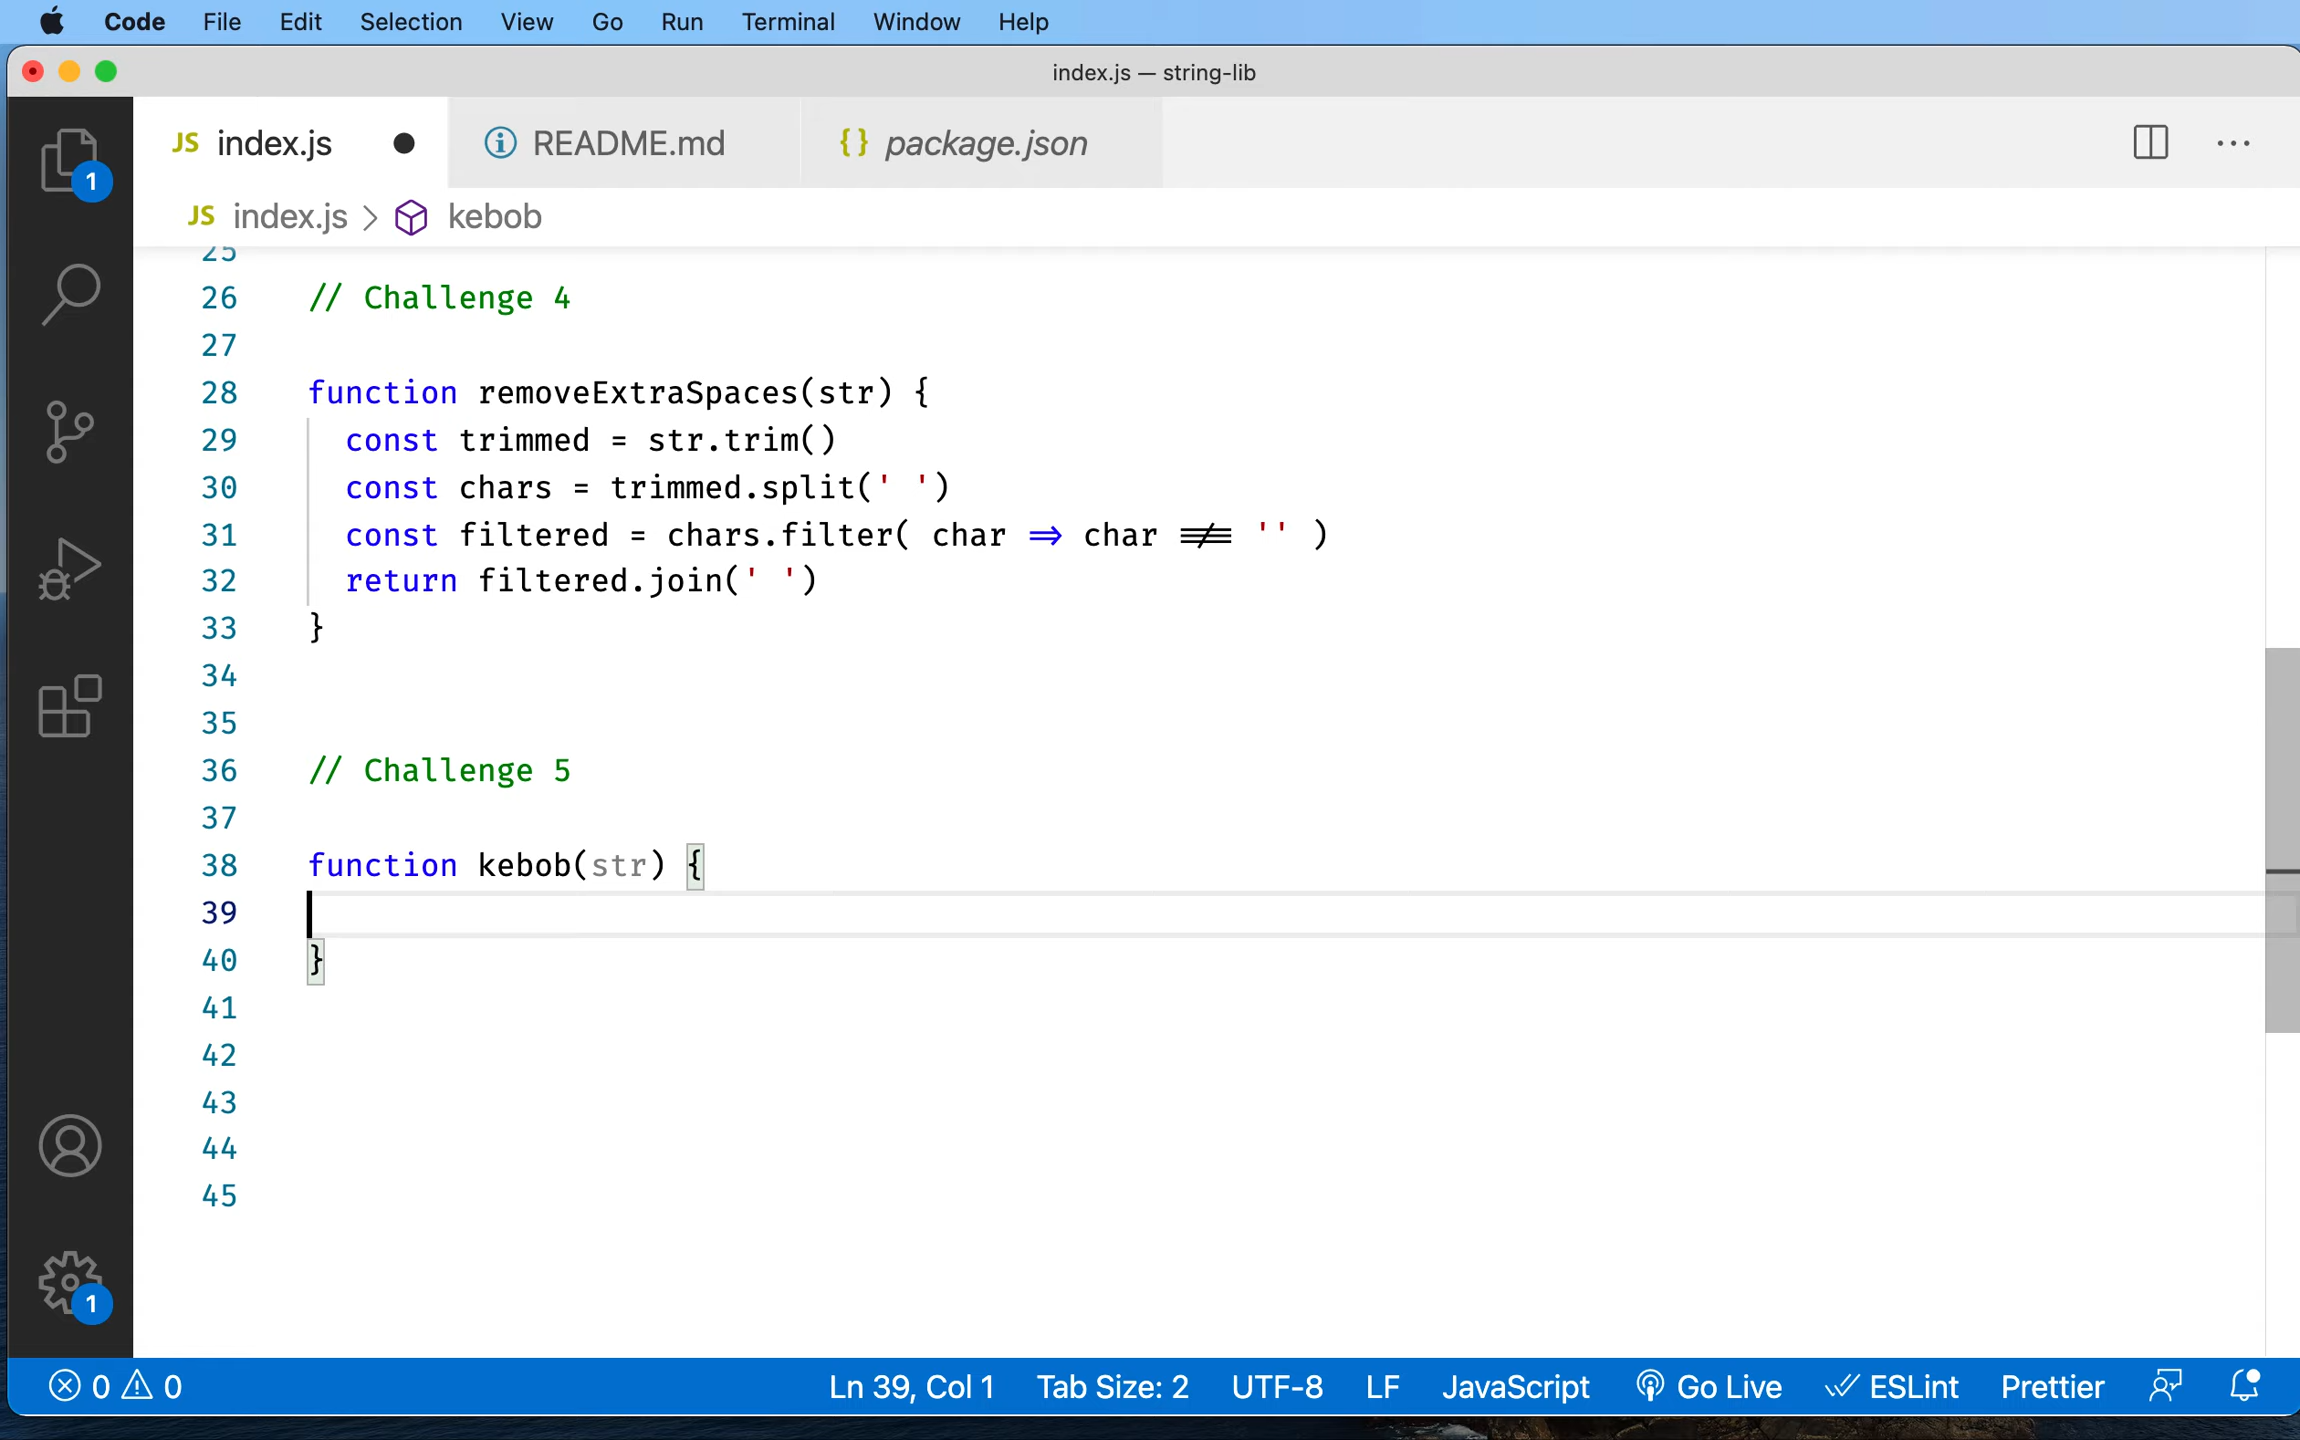 Code File Edit Selection View Go Run Terminal Window Help
index.js — string-lib
JS index.js README.md {} package.json
1
JS index.js > kebob
25
26 // Challenge 4
27
28 function removeExtraSpaces(str) {
29 const trimmed = str.trim()
30 const chars = trimmed.split(' ')
31 const filtered = chars.filter( char => char !== '' )
32 return filtered.join(' ')
33 }
34
35
36 // Challenge 5
37
38 function kebob(str) {
39
40 }
41
42
43
44
45
1
0 0 Ln 39, Col 1 Tab Size: 2 UTF-8 LF JavaScript Go Live ESLint Prettier